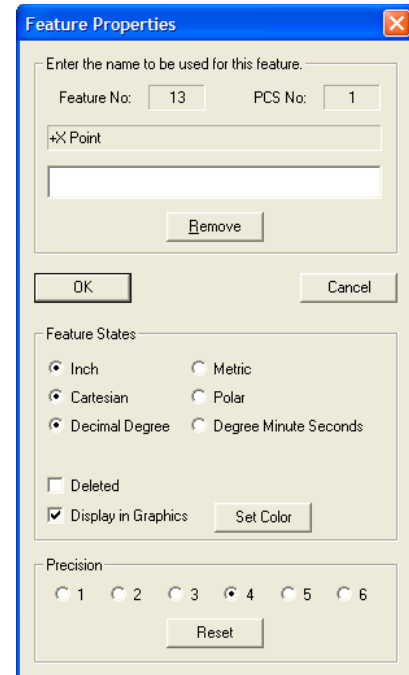 Feature Properties
Enter the name to be used for this feature.
Feature No: 13 PCS No: 1
+X Point
Remove
OK Cancel
Feature States
Inch Metric
Cartesian Polar
Decimal Degree Degree Minute Seconds
Deleted
Display in Graphics Set Color
Precision
1 2 3 4 5 6
Reset